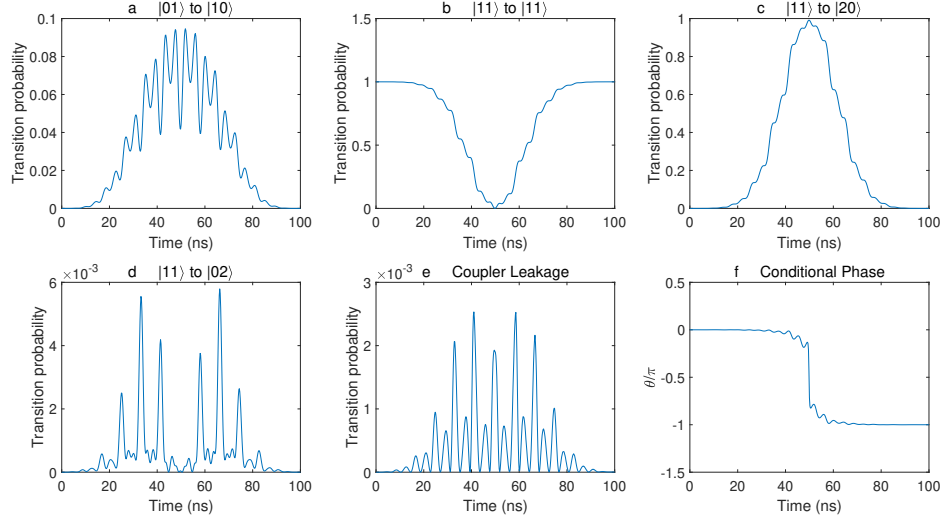 a |01⟩ to |10⟩
0.1
0.08
0.06
0.04
0.02
0
Transition probability
0 20 40 60 80 100
Time (ns)
b |11⟩ to |11⟩
1.5
1
0.5
0
Transition probability
0 20 40 60 80 100
Time (ns)
c |11⟩ to |20⟩
1
0.8
0.6
0.4
0.2
0
Transition probability
0 20 40 60 80 100
Time (ns)
d |11⟩ to |02⟩
×10⁻³
6
4
2
0
Transition probability
0 20 40 60 80 100
Time (ns)
e Coupler Leakage
×10⁻³
3
2
1
0
Transition probability
0 20 40 60 80 100
Time (ns)
f Conditional Phase
0.5
0
-0.5
-1
-1.5
θ/π
0 20 40 60 80 100
Time (ns)